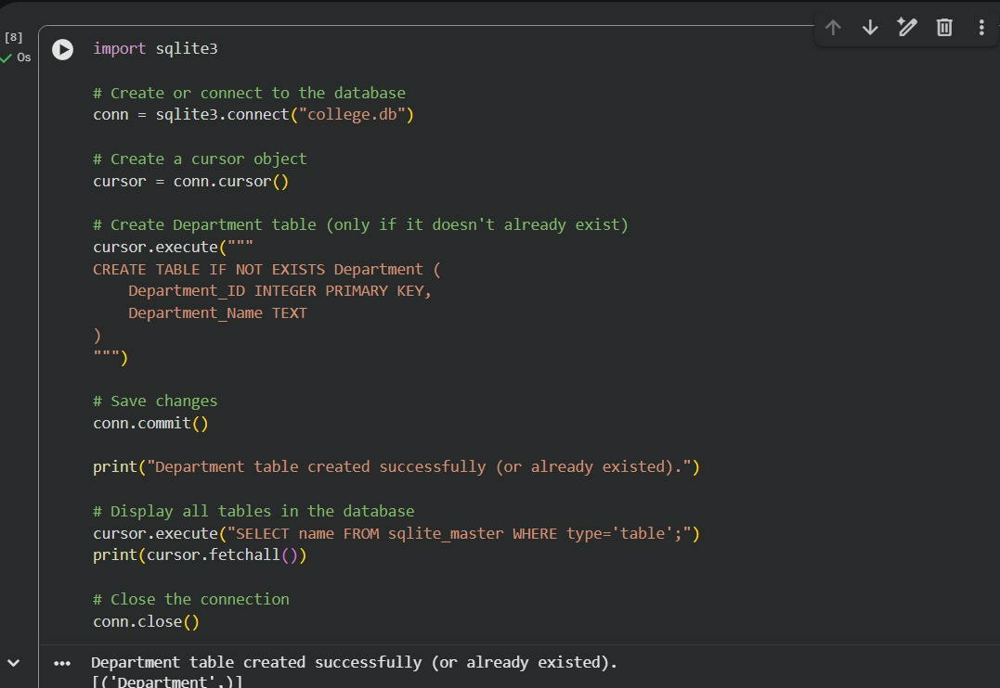 [8]
0s
import sqlite3
# Create or connect to the database
conn = sqlite3.connect("college.db")
# Create a cursor object
cursor = conn.cursor()
# Create Department table (only if it doesn't already exist)
cursor.execute("""
CREATE TABLE IF NOT EXISTS Department (
    Department_ID INTEGER PRIMARY KEY,
    Department_Name TEXT
)
""")
# Save changes
conn.commit()
print("Department table created successfully (or already existed).")
# Display all tables in the database
cursor.execute("SELECT name FROM sqlite_master WHERE type='table';")
print(cursor.fetchall())
# Close the connection
conn.close()
Department table created successfully (or already existed).
[('Department',)]